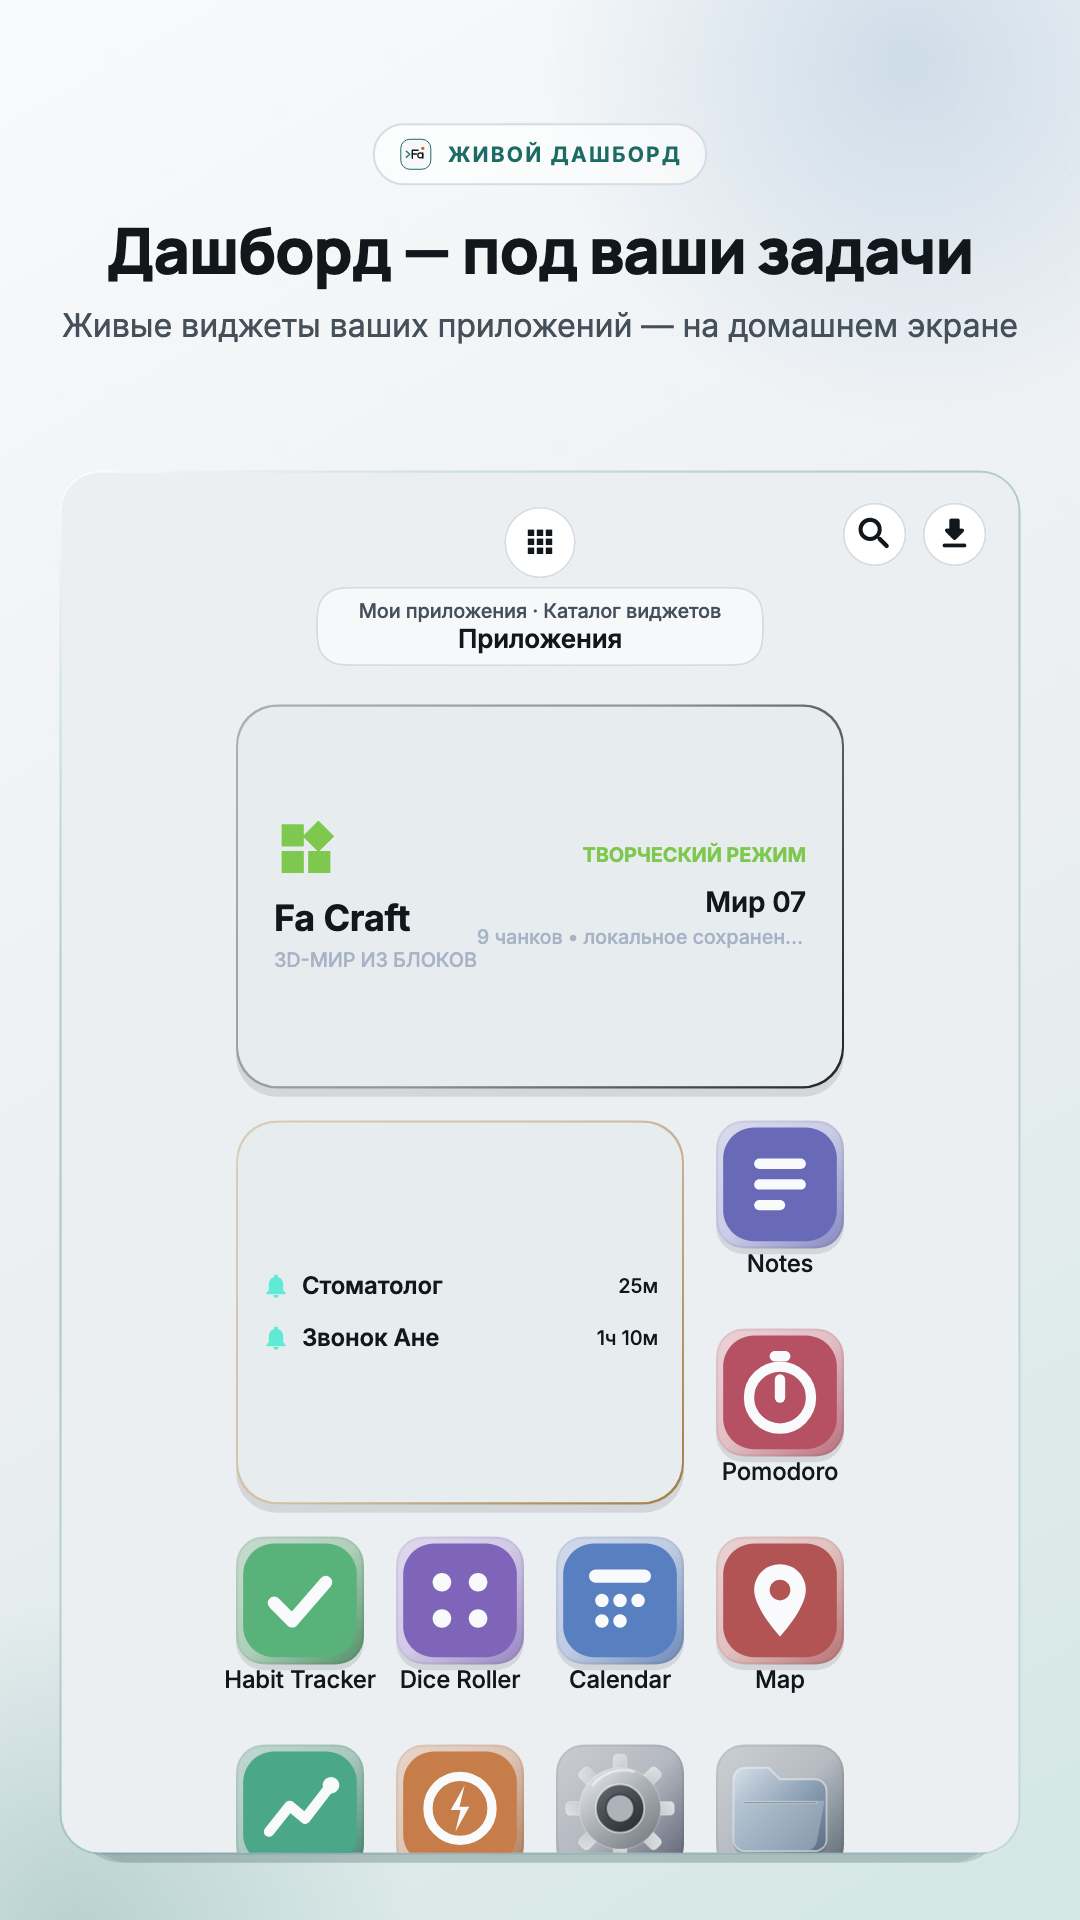 >Fa
ЖИВОЙ ДАШБОРД
Дашборд — под ваши задачи
Живые виджеты ваших приложений — на домашнем экране
Мои приложения · Каталог виджетов
Приложения
ТВОРЧЕСКИЙ РЕЖИМ
Fa Craft
Мир 07
9 чанков • локальное сохранен...
3D-МИР ИЗ БЛОКОВ
Стоматолог 25м
Звонок Ане 1ч 10м
Notes
Pomodoro
Habit Tracker Dice Roller Calendar Map